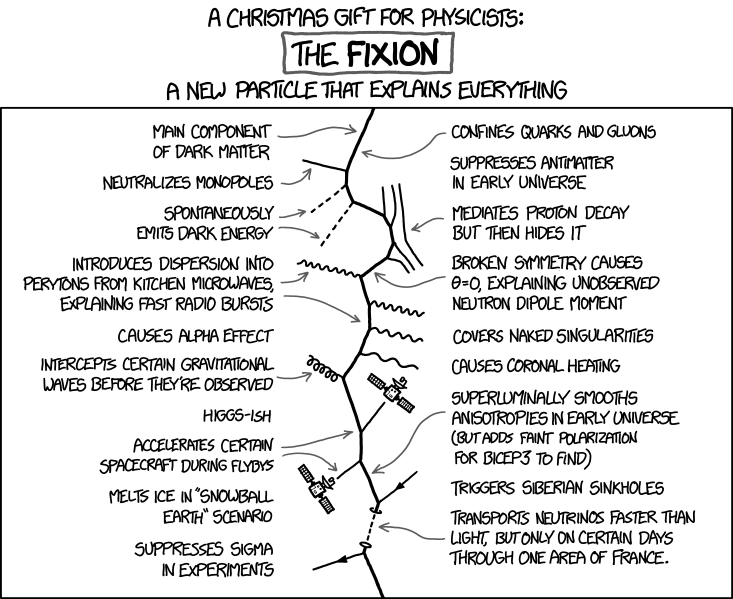 A CHRISTMAS GIFT FOR PHYSICISTS:
THE FIXION
A NEW PARTICLE THAT EXPLAINS EVERYTHING
MAIN COMPONENT
OF DARK MATTER
NEUTRALIZES MONOPOLES
SPONTANEOUSLY
EMITS DARK ENERGY
INTRODUCES DISPERSION INTO
PERYTONS FROM KITCHEN MICROWAVES,
EXPLAINING FAST RADIO BURSTS
CAUSES ALPHA EFFECT
INTERCEPTS CERTAIN GRAVITATIONAL
WAVES BEFORE THEY'RE OBSERVED
HIGGS-ISH
ACCELERATES CERTAIN
SPACECRAFT DURING FLYBYS
MELTS ICE IN "SNOWBALL
EARTH" SCENARIO
SUPPRESSES SIGMA
IN EXPERIMENTS
CONFINES QUARKS AND GLUONS
SUPPRESSES ANTIMATTER
IN EARLY UNIVERSE
MEDIATES PROTON DECAY
BUT THEN HIDES IT
BROKEN SYMMETRY CAUSES
θ=0, EXPLAINING UNOBSERVED
NEUTRON DIPOLE MOMENT
COVERS NAKED SINGULARITIES
CAUSES CORONAL HEATING
SUPERLUMINALLY SMOOTHS
ANISOTROPIES IN EARLY UNIVERSE
(BUT ADDS FAINT POLARIZATION
FOR BICEP3 TO FIND)
TRIGGERS SIBERIAN SINKHOLES
TRANSPORTS NEUTRINOS FASTER THAN
LIGHT, BUT ONLY ON CERTAIN DAYS
THROUGH ONE AREA OF FRANCE.